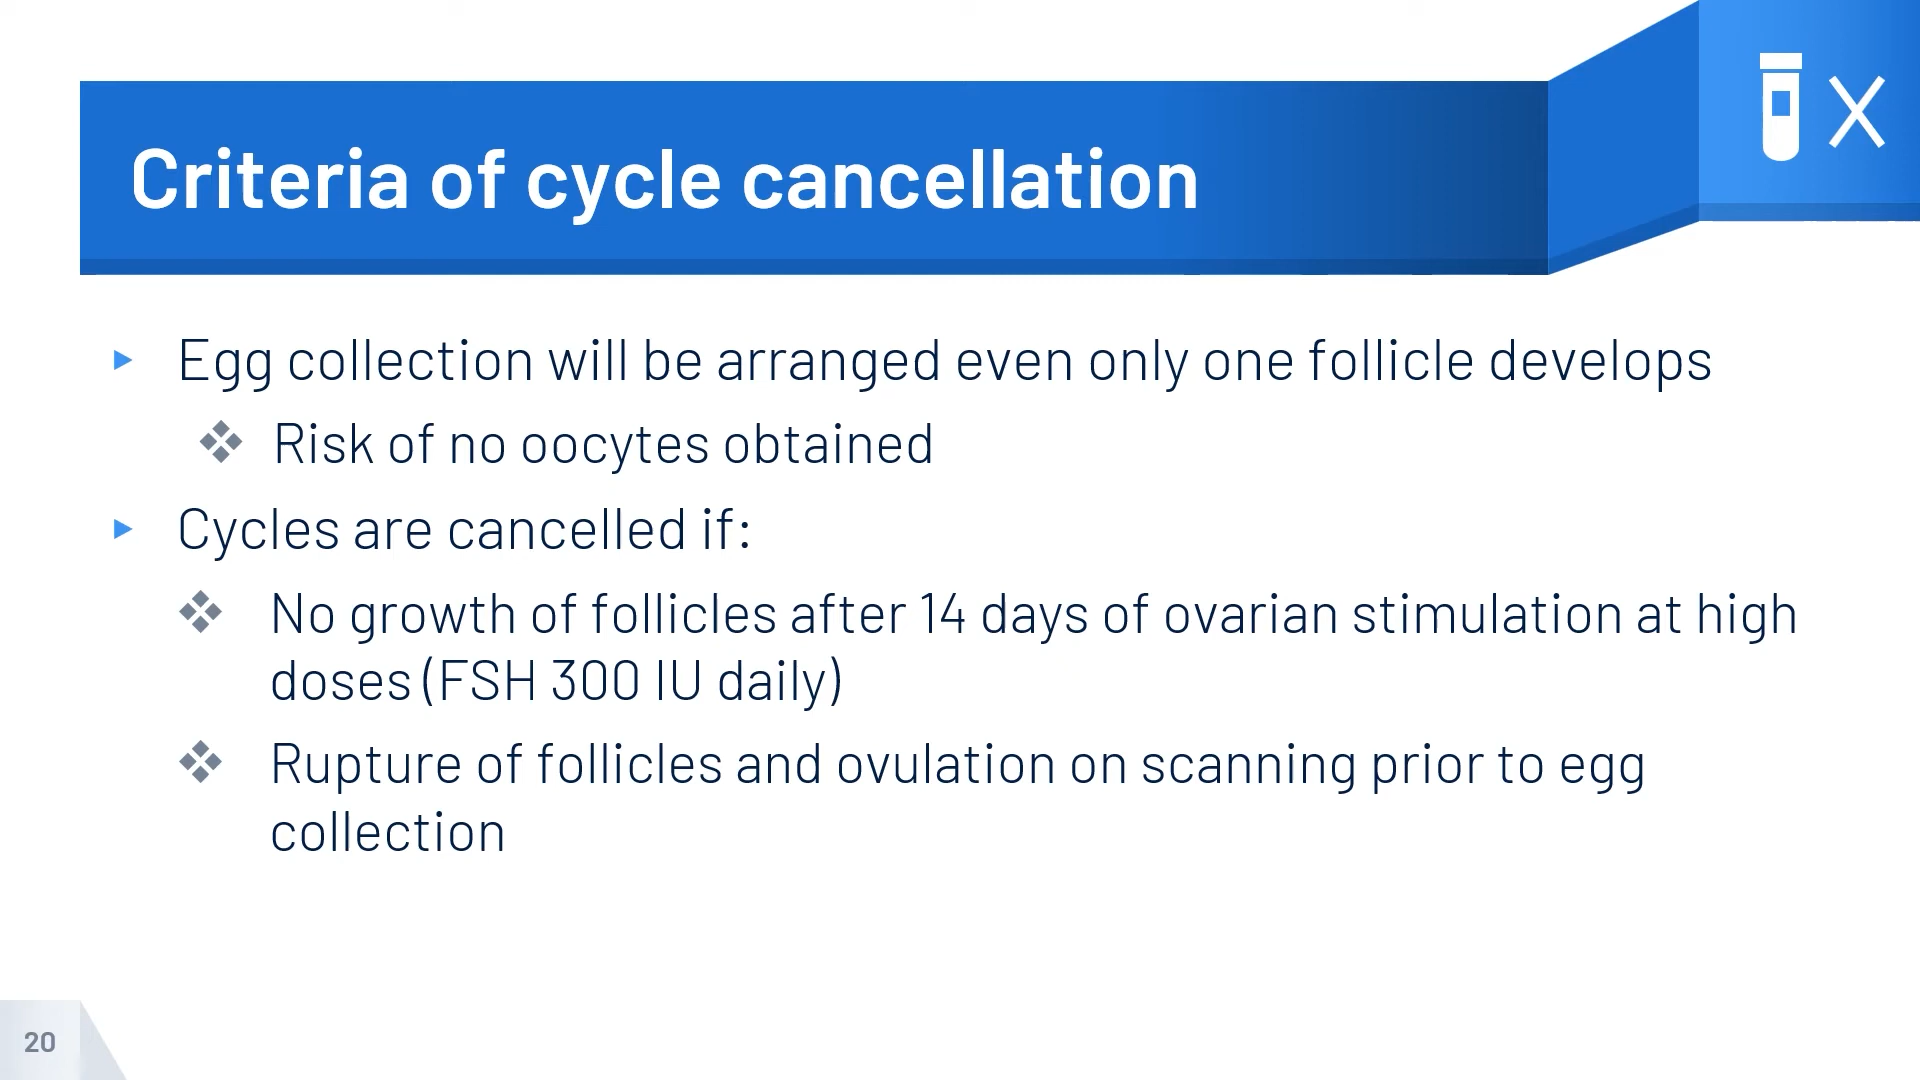 Criteria of cycle cancellation
Egg collection will be arranged even only one follicle develops
Risk of no oocytes obtained
Cycles are cancelled if:
No growth of follicles after 14 days of ovarian stimulation at high
doses (FSH 300 IU daily)
Rupture of follicles and ovulation on scanning prior to egg
collection
20